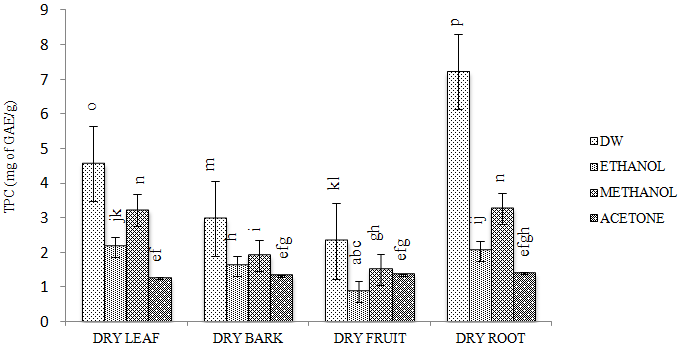 TPC (mg of GAE/g)
9
8
7
6
5
4
3
2
1
0
o
jk
n
ef
m
h
i
efg
kl
abc
gh
efg
p
ij
n
efgh
DRY LEAF
DRY BARK
DRY FRUIT
DRY ROOT
DW
ETHANOL
METHANOL
ACETONE